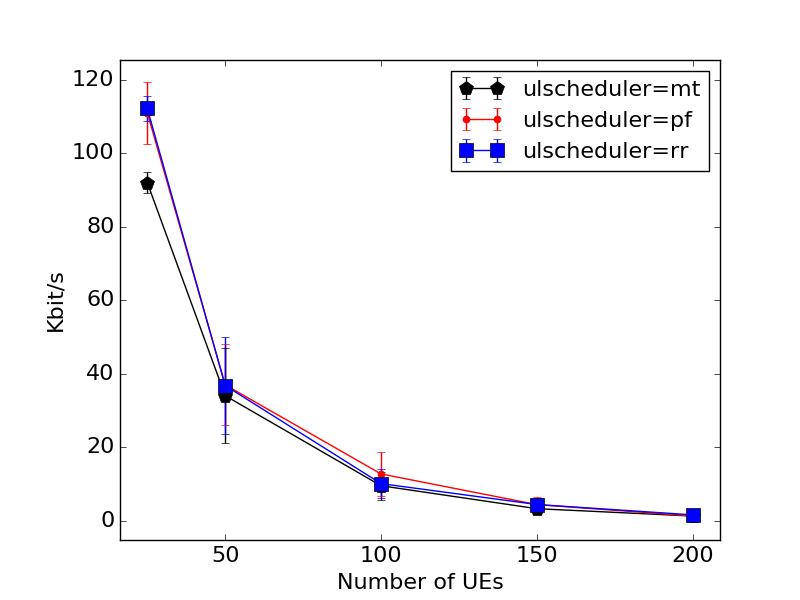 120
100
80
60
40
20
0
Kbit/s
ulscheduler=mt
ulscheduler=pf
ulscheduler=rr
50 100 150 200
Number of UEs